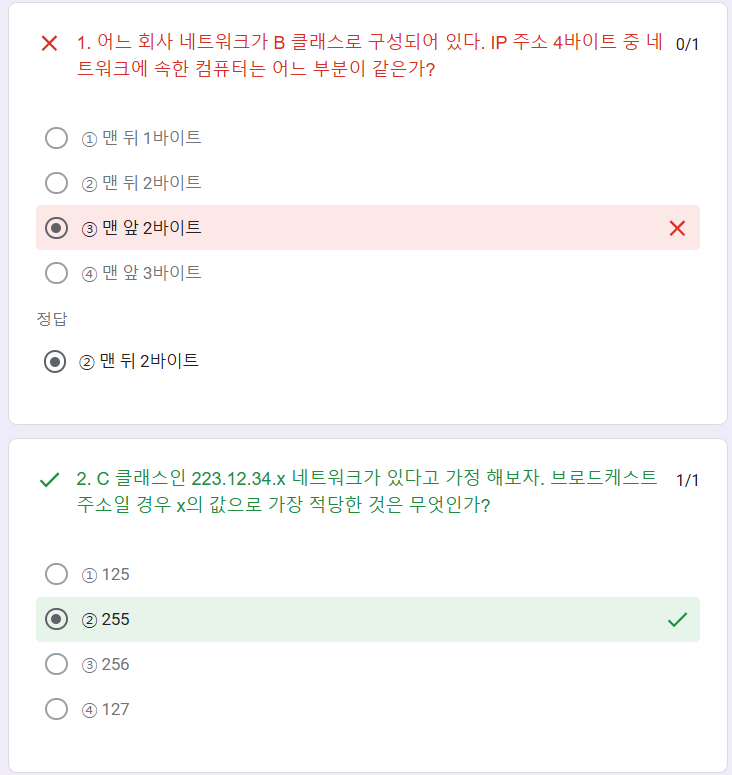 1. 어느 회사 네트워크가 B 클래스로 구성되어 있다. IP 주소 4바이트 중 네 0/1
트워크에 속한 컴퓨터는 어느 부분이 같은가?
① 맨 뒤 1바이트
② 맨 뒤 2바이트
③ 맨 앞 2바이트
④ 맨 앞 3바이트
정답
② 맨 뒤 2바이트
2. C 클래스인 223.12.34.x 네트워크가 있다고 가정 해보자. 브로드케스트 1/1
주소일 경우 x의 값으로 가장 적당한 것은 무엇인가?
① 125
② 255
③ 256
④ 127